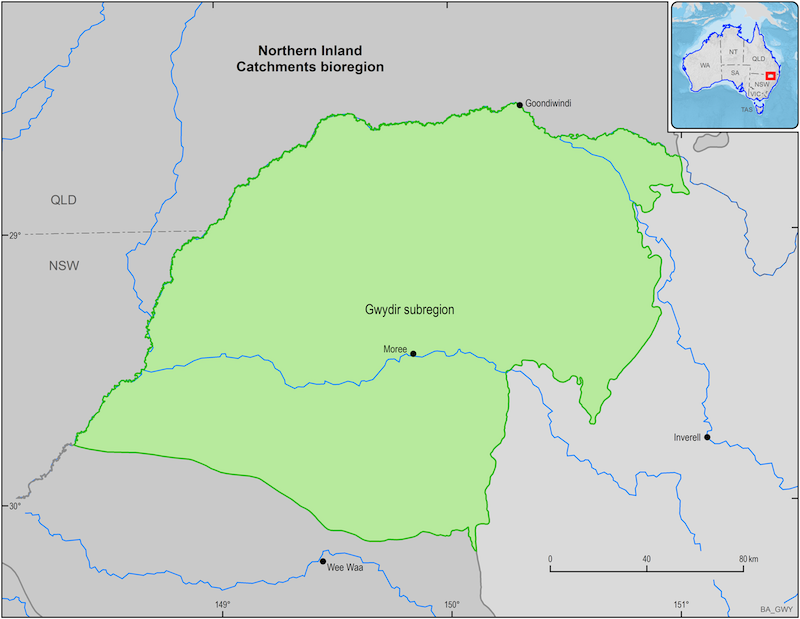 Northern Inland
Catchments bioregion
WA
NT
QLD
SA
NSW
VIC
TAS
Goondiwindi
QLD
29°
NSW
Gwydir subregion
Moree
Inverell
30°
Wee Waa
0 40 80 km
149° 150° 151°
BA_GWY